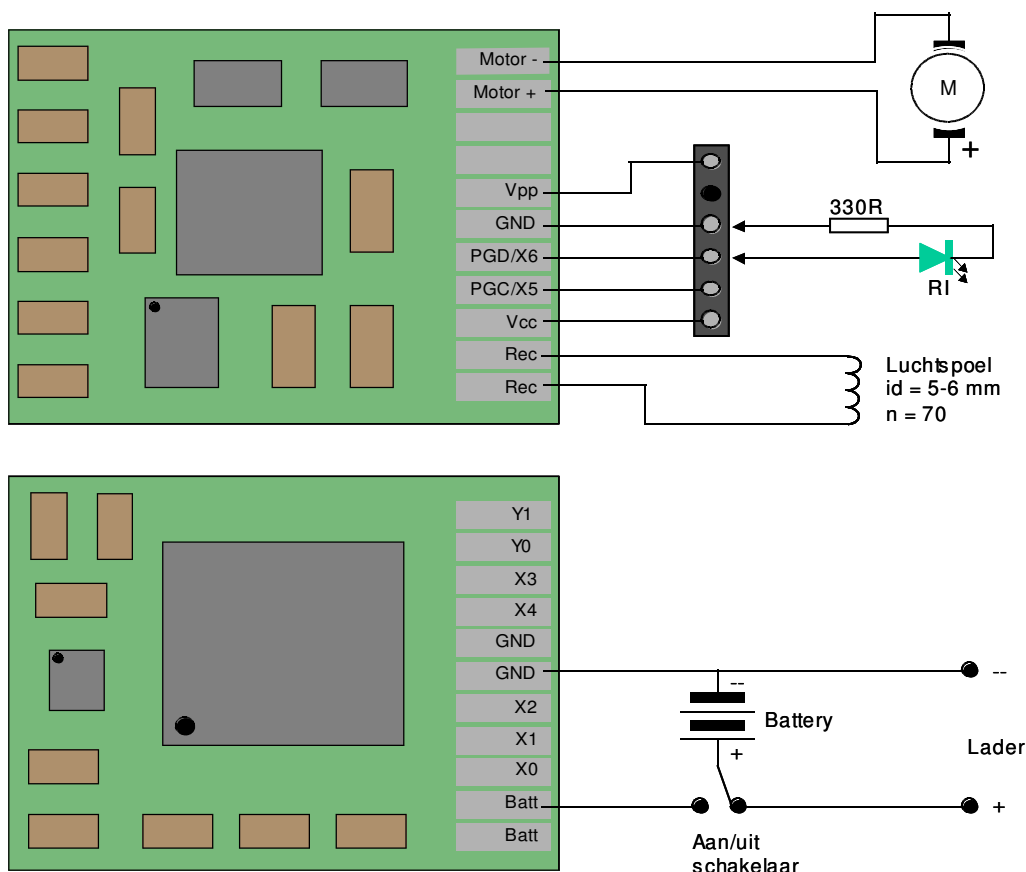 Motor -
Motor +
Vpp
GND
PGD/X6
PGC/X5
Vcc
Rec
Rec
M
+
330R
RI
Luchtspoel
id = 5-6 mm
n = 70
Y1
Y0
X3
X4
GND
GND
X2
X1
X0
Batt
Batt
--
Battery
+
--
Lader
+
Aan/uit
schakelaar